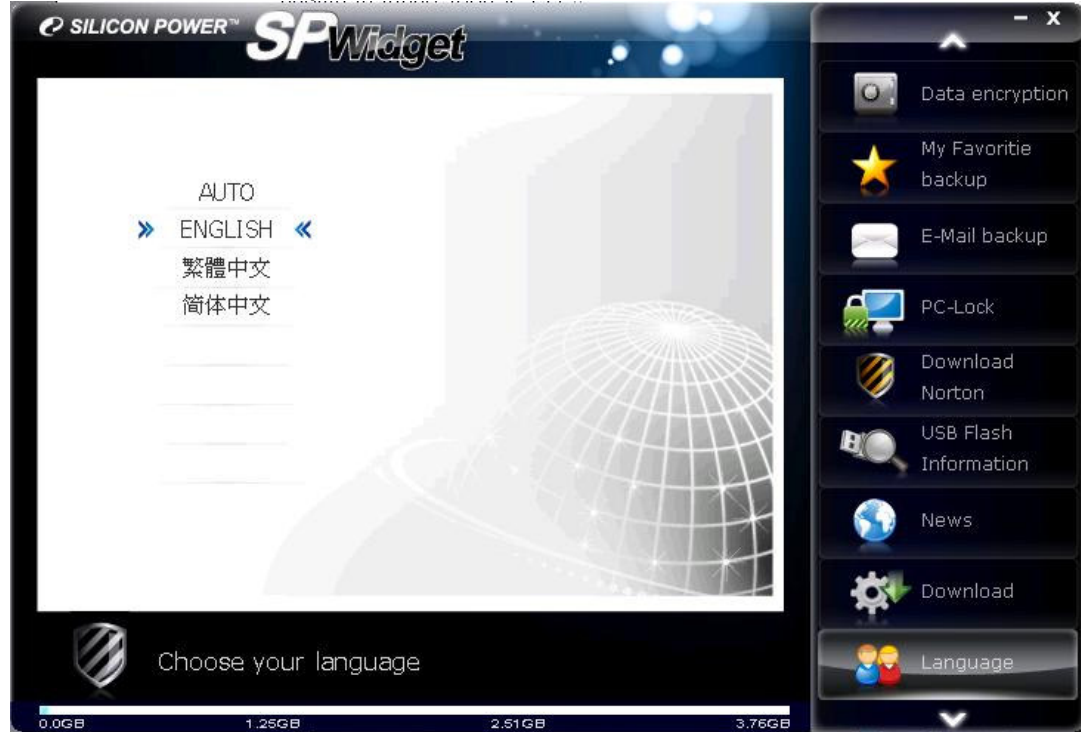 SILICON POWER™ SPWidget
- X
AUTO
» ENGLISH «
繁體中文
简体中文
Choose your language
0.0GB 1.25GB 2.51GB 3.76GB
Data encryption
My Favoritie
backup
E-Mail backup
PC-Lock
Download
Norton
USB Flash
Information
News
Download
Language